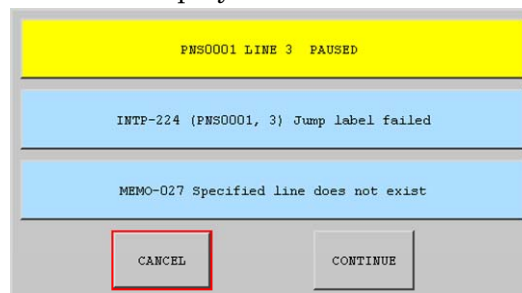 PNS0001 LINE 3 PAUSED
INTP-224 (PNS0001, 3) Jump label failed
MEMO-027 Specified line does not exist
CANCEL CONTINUE